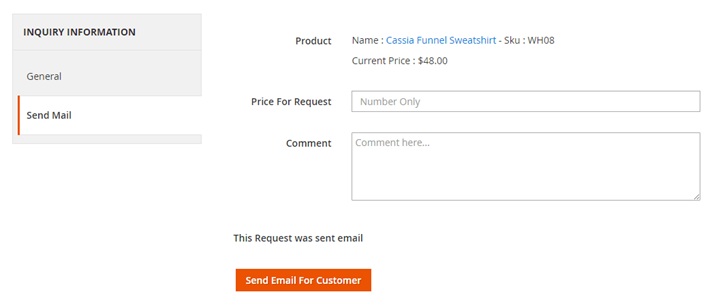 INQUIRY INFORMATION
General
Send Mail
Product
Name : Cassia Funnel Sweatshirt - Sku : WH08
Current Price : $48.00
Price For Request
Number Only
Comment
Comment here...
This Request was sent email
Send Email For Customer